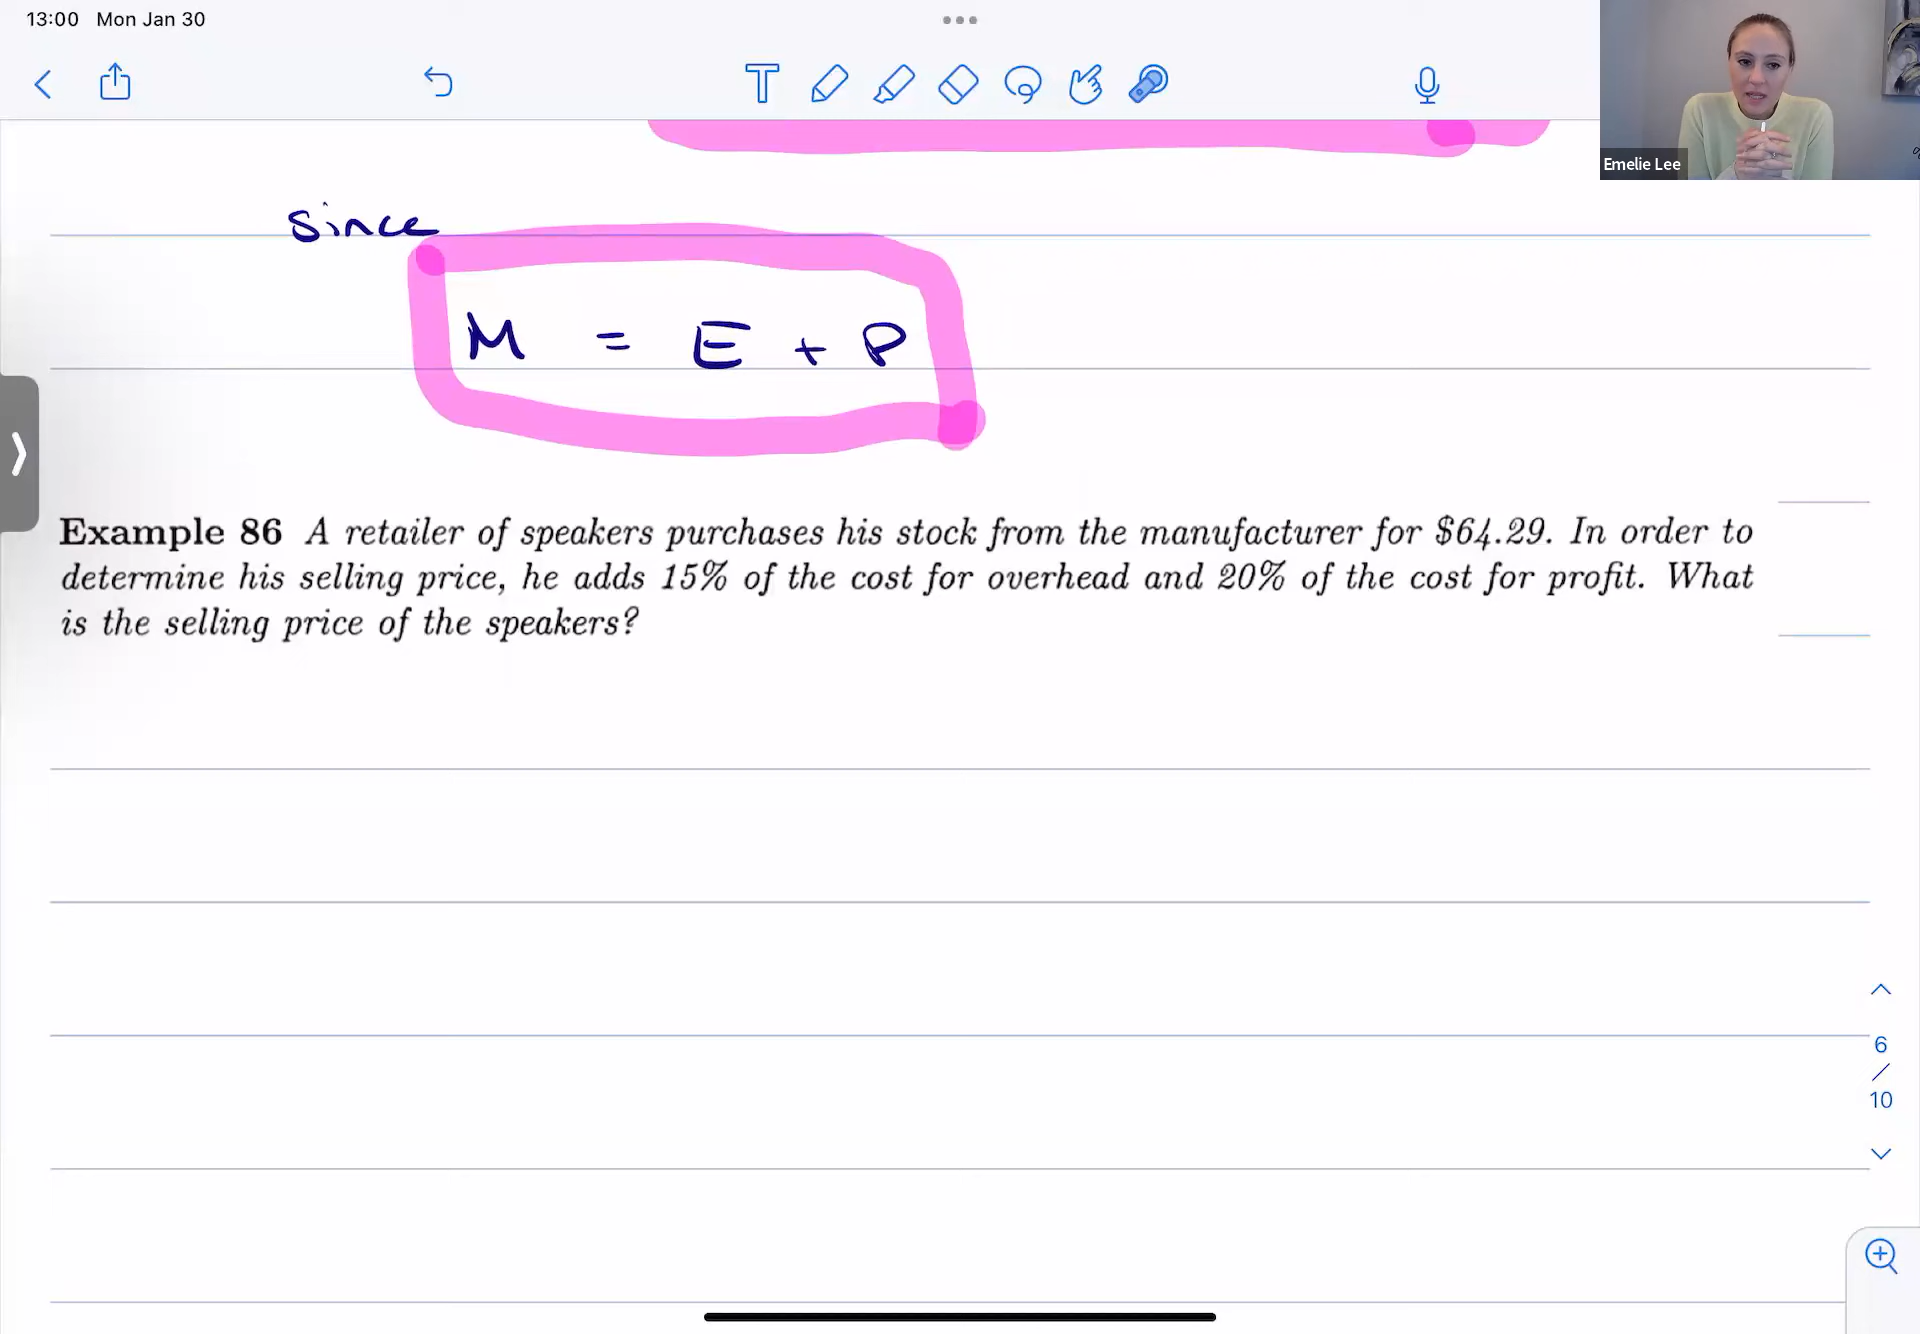 13:00 Mon Jan 30
T
Emelie Lee
since
M = E + P
Example 86 A retailer of speakers purchases his stock from the manufacturer for $64.29. In order to
determine his selling price, he adds 15% of the cost for overhead and 20% of the cost for profit. What
is the selling price of the speakers?
6
/
10